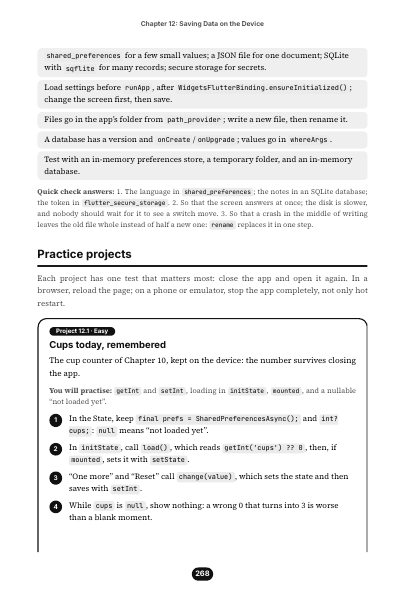 Chapter 12: Saving Data on the Device
shared_preferences for a few small values; a JSON file for one document; SQLite
with sqflite for many records; secure storage for secrets.
Load settings before runApp, after WidgetsFlutterBinding.ensureInitialized();
change the screen first, then save.
Files go in the app's folder from path_provider; write a new file, then rename it.
A database has a version and onCreate/onUpgrade; values go in whereArgs.
Test with an in-memory preferences store, a temporary folder, and an in-memory
database.
Quick check answers: 1. The language in shared_preferences; the notes in an SQLite database;
the token in flutter_secure_storage. 2. So that the screen answers at once; the disk is slower,
and nobody should wait for it to see a switch move. 3. So that a crash in the middle of writing
leaves the old file whole instead of half a new one: rename replaces it in one step.
Practice projects
Each project has one test that matters most: close the app and open it again. In a
browser, reload the page; on a phone or emulator, stop the app completely, not only hot
restart.
Project 12.1 · Easy
Cups today, remembered
The cup counter of Chapter 10, kept on the device: the number survives closing
the app.
You will practise: getInt and setInt, loading in initState, mounted, and a nullable
“not loaded yet”.
1 In the State, keep final prefs = SharedPreferencesAsync(); and int?
cups;: null means “not loaded yet”.
2 In initState, call load(), which reads getInt('cups') ?? 0, then, if
mounted, sets it with setState.
3 “One more” and “Reset” call change(value), which sets the state and then
saves with setInt.
4 While cups is null, show nothing: a wrong 0 that turns into 3 is worse
than a blank moment.
268